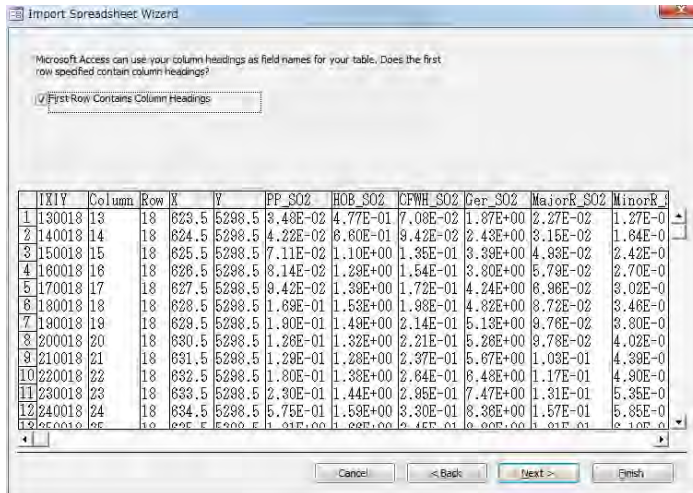 Import Spreadsheet Wizard
Microsoft Access can use your column headings as field names for your table. Does the first
row specified contain column headings?
First Row Contains Column Headings
IXIY Column Row X Y PP_SO2 HOB_SO2 CFWH_SO2 Ger_SO2 MajorR_SO2 MinorR_S
1 130018 13 18 623.5 5298.5 3.48E-02 4.77E-01 7.08E-02 1.87E+00 2.27E-02 1.27E-0
2 140018 14 18 624.5 5298.5 4.22E-02 6.60E-01 9.42E-02 2.43E+00 3.15E-02 1.64E-0
3 150018 15 18 625.5 5298.5 7.11E-02 1.10E+00 1.35E-01 3.39E+00 4.93E-02 2.42E-0
4 160018 16 18 626.5 5298.5 8.14E-02 1.29E+00 1.54E-01 3.80E+00 5.79E-02 2.70E-0
5 170018 17 18 627.5 5298.5 9.42E-02 1.39E+00 1.72E-01 4.24E+00 6.96E-02 3.02E-0
6 180018 18 18 628.5 5298.5 1.69E-01 1.53E+00 1.98E-01 4.82E+00 8.72E-02 3.46E-0
7 190018 19 18 629.5 5298.5 1.90E-01 1.49E+00 2.14E-01 5.13E+00 9.76E-02 3.80E-0
8 200018 20 18 630.5 5298.5 1.26E-01 1.32E+00 2.21E-01 5.26E+00 9.78E-02 4.02E-0
9 210018 21 18 631.5 5298.5 1.29E-01 1.28E+00 2.37E-01 5.67E+00 1.03E-01 4.39E-0
10 220018 22 18 632.5 5298.5 1.80E-01 1.38E+00 2.64E-01 6.48E+00 1.17E-01 4.90E-0
11 230018 23 18 633.5 5298.5 2.30E-01 1.44E+00 2.95E-01 7.47E+00 1.31E-01 5.35E-0
12 240018 24 18 634.5 5298.5 5.75E-01 1.59E+00 3.30E-01 8.36E+00 1.57E-01 5.85E-0
Cancel < Back Next > Finish